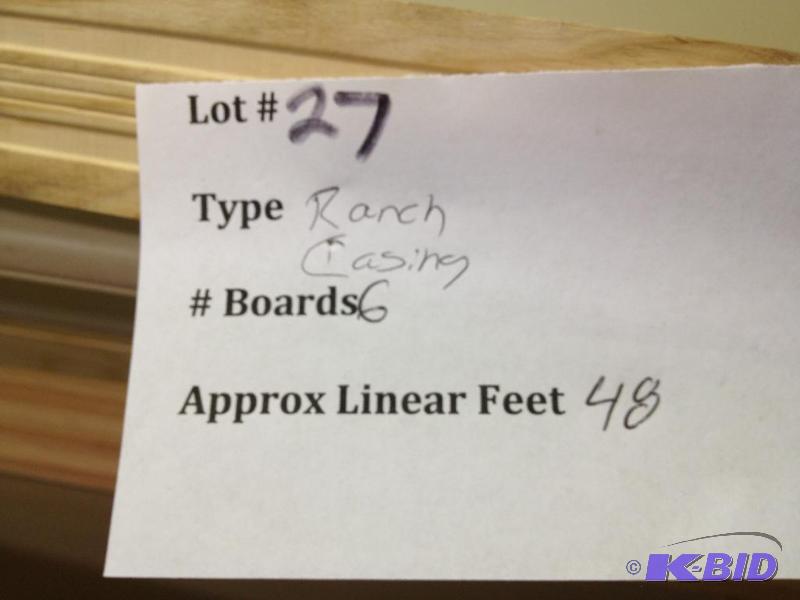 Lot # 27
Type Ranch
Casing
# Boards 6
Approx Linear Feet 48
© K-BID